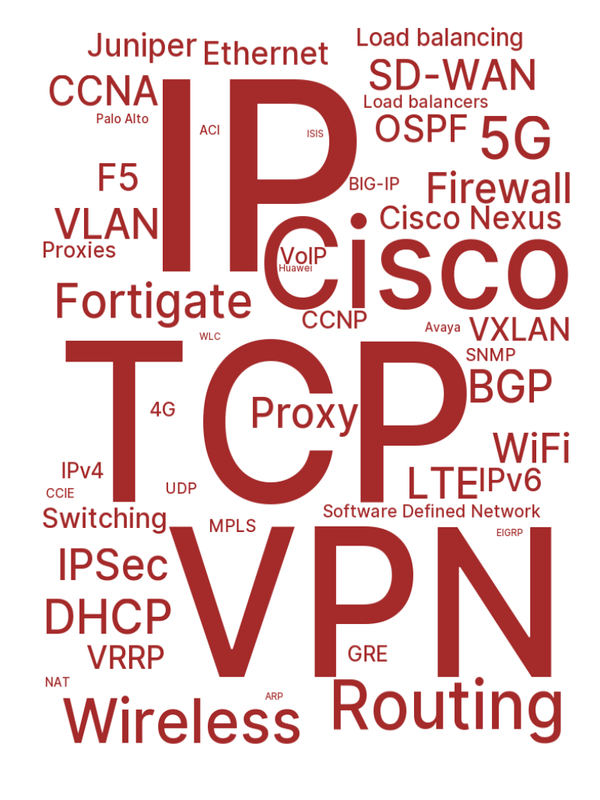 Load balancing
Juniper
Ethernet
SD-WAN
CCNA
IP
Load balancers
Palo Alto
ACI
ISIS
OSPF
5G
F5
BIG-IP
Firewall
VLAN
Cisco Nexus
Proxies
VoIP
cisco
Huawei
Fortigate
CCNP
Avaya
VXLAN
WLC
SNMP
TCP
BGP
4G
Proxy
WiFi
IPv4
LTE
IPv6
CCIE
UDP
Software Defined Network
Switching
MPLS
EIGRP
VPN
IPSec
DHCP
VRRP
GRE
NAT
ARP
Routing
Wireless